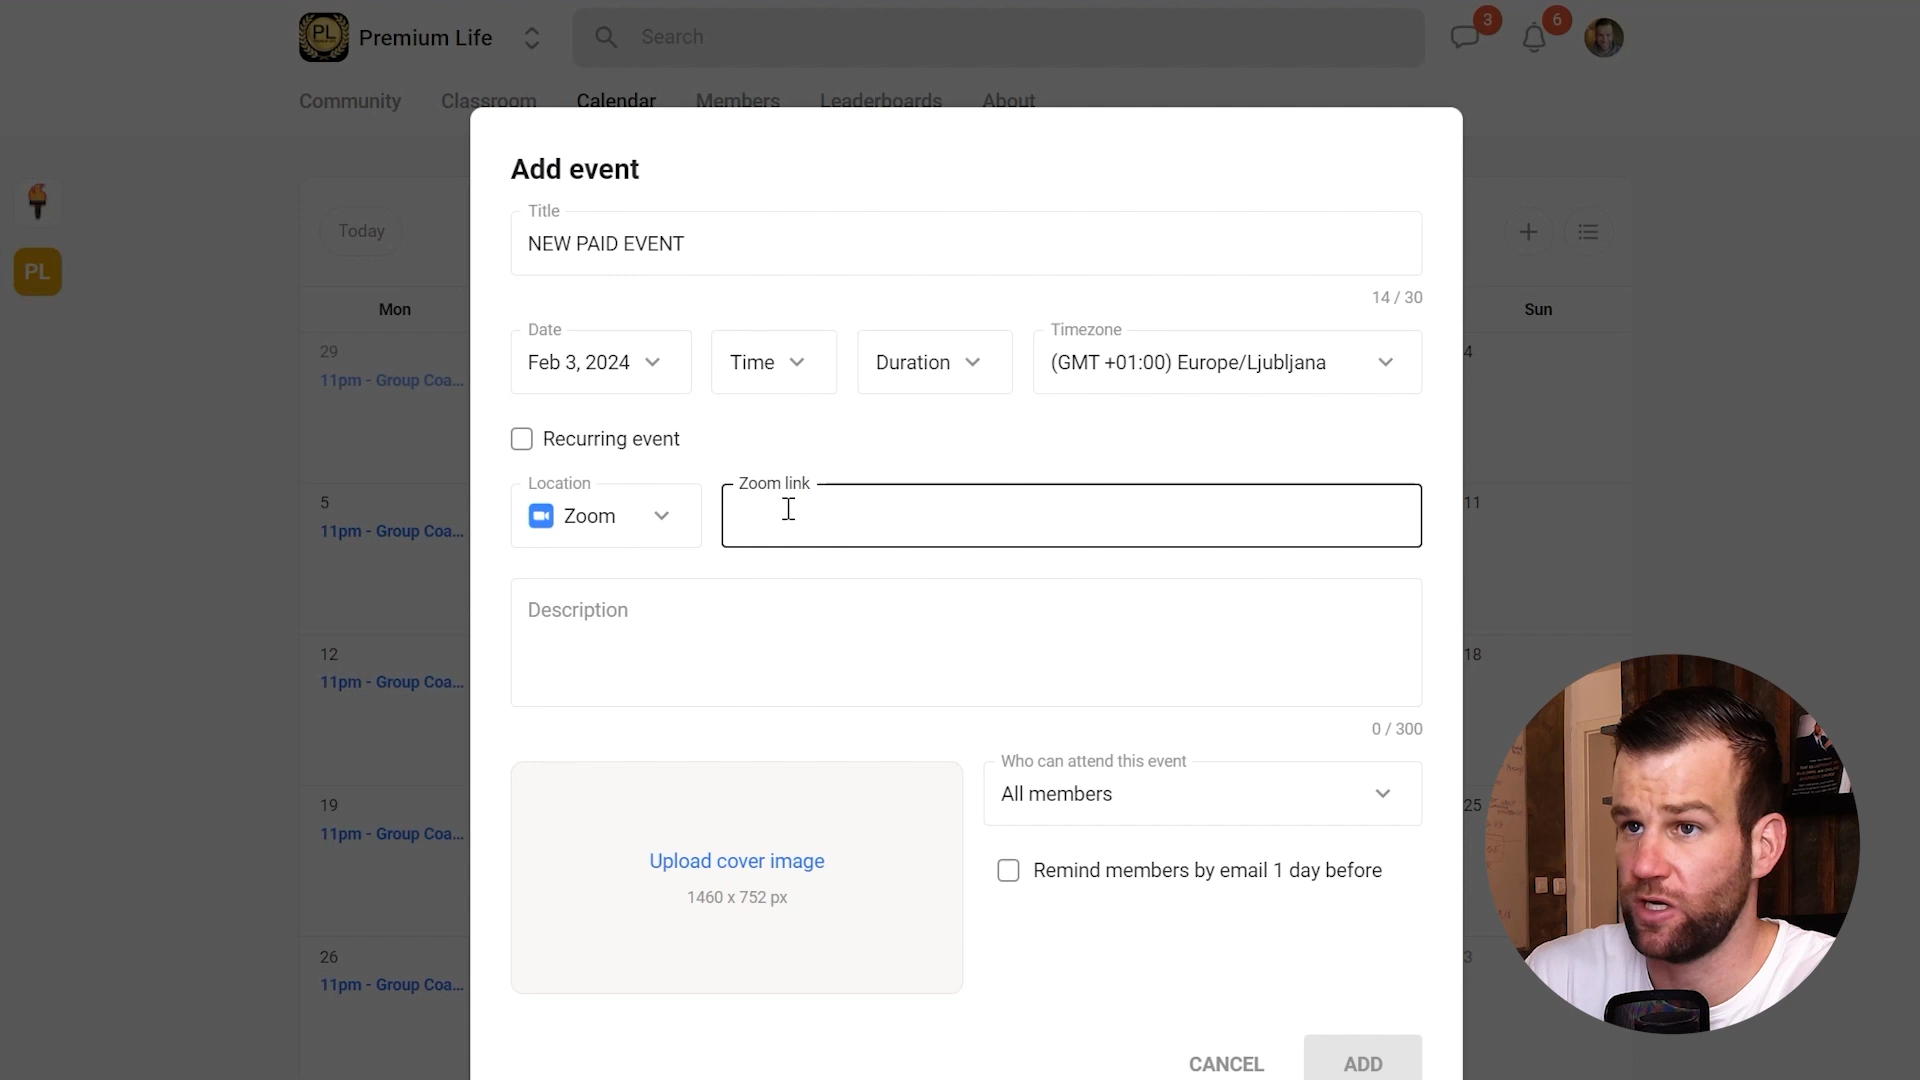 PL Premium Life
Search
3
6
Community Classroom Calendar Members Leaderboards About
Add event
Title
NEW PAID EVENT
14 / 30
Today
PL
Mon
Sun
Date
Feb 3, 2024
Time
Duration
Timezone
(GMT +01:00) Europe/Ljubljana
29
11pm - Group Coa...
4
Recurring event
Location
Zoom
Zoom link
5
11pm - Group Coa...
11
Description
0 / 300
12
11pm - Group Coa...
18
Who can attend this event
All members
19
11pm - Group Coa...
25
Upload cover image
1460 x 752 px
Remind members by email 1 day before
26
11pm - Group Coa...
3
CANCEL
ADD